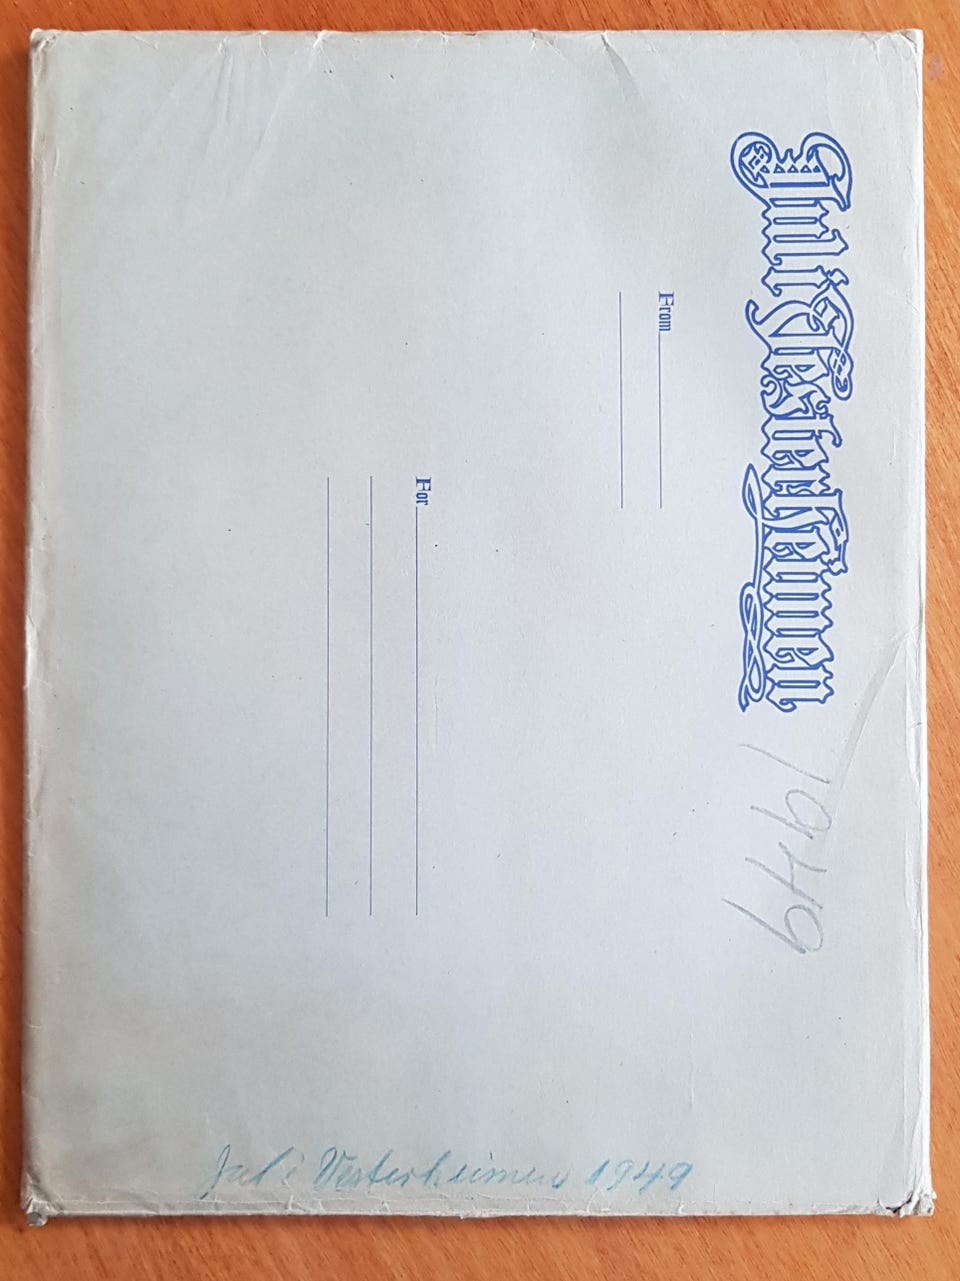 Jul i Vesterheimen
1949
From
For
Jul i Vesterheimen 1949